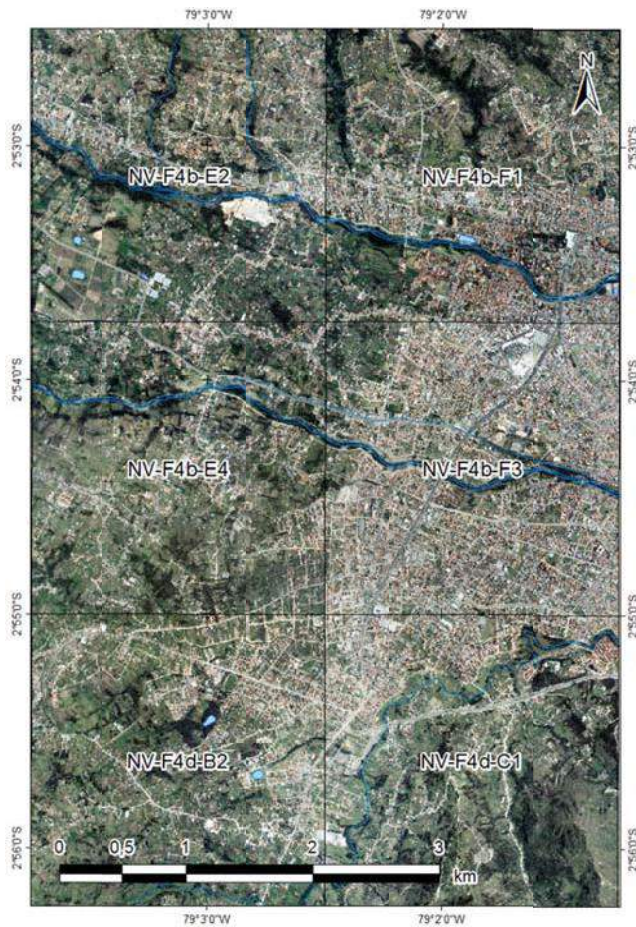 79°3'0"W 79°2'0"W
N
2°53'0"S 2°53'0"S
NV-F4b-E2 NV-F4b-F1
2°54'0"S 2°54'0"S
NV-F4b-E4 NV-F4b-F3
2°55'0"S 2°55'0"S
NV-F4d-B2 NV-F4d-C1
2°56'0"S 2°56'0"S
0 0,5 1 2 3
km
79°3'0"W 79°2'0"W